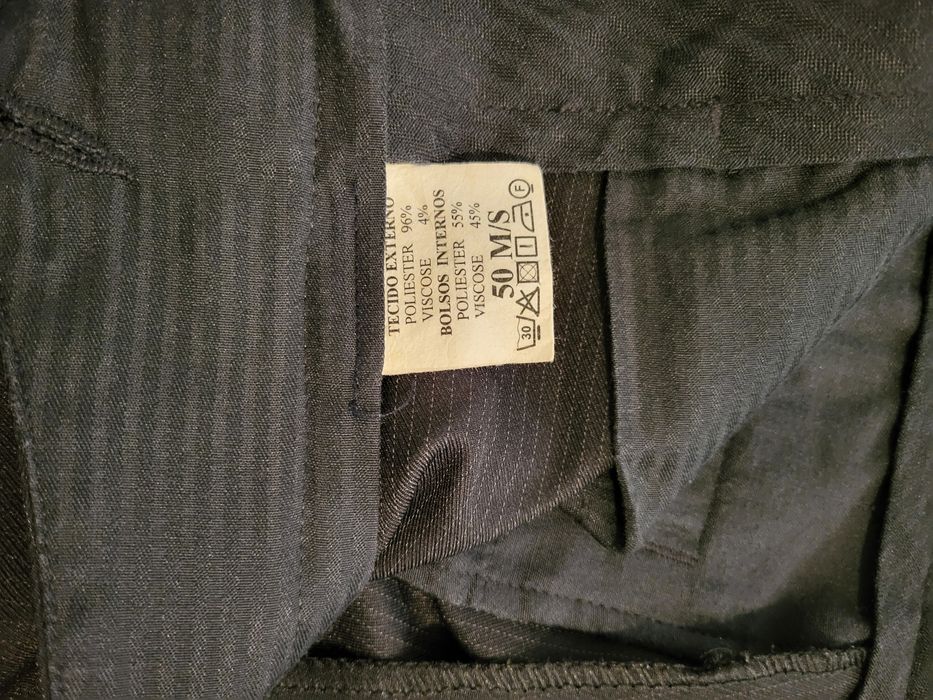 TECIDO EXTERNO
POLIESTER 96%
VISCOSE 4%
BOLSOS INTERNOS
POLIESTER 55%
VISCOSE 45%
50 M/S
30 F